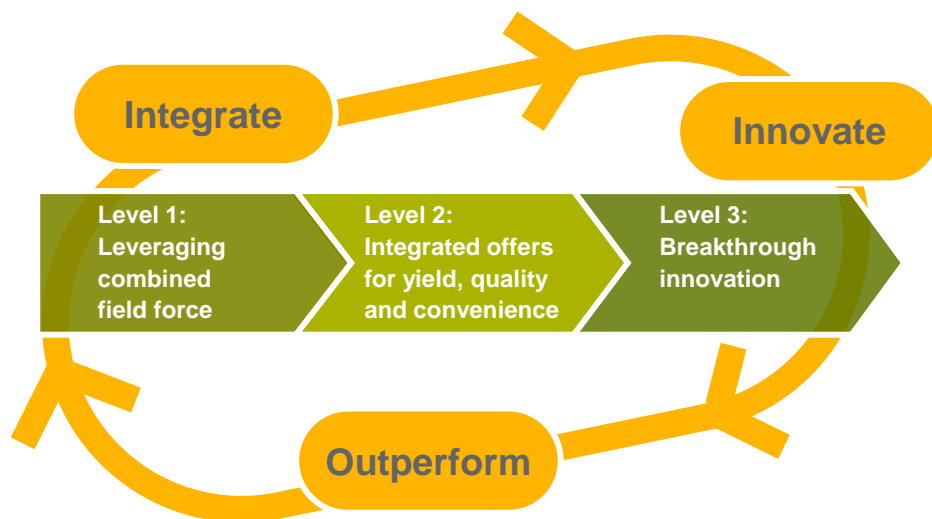 Integrate
Innovate
Level 1:
Leveraging
combined
field force
Level 2:
Integrated offers
for yield, quality
and convenience
Level 3:
Breakthrough
innovation
Outperform